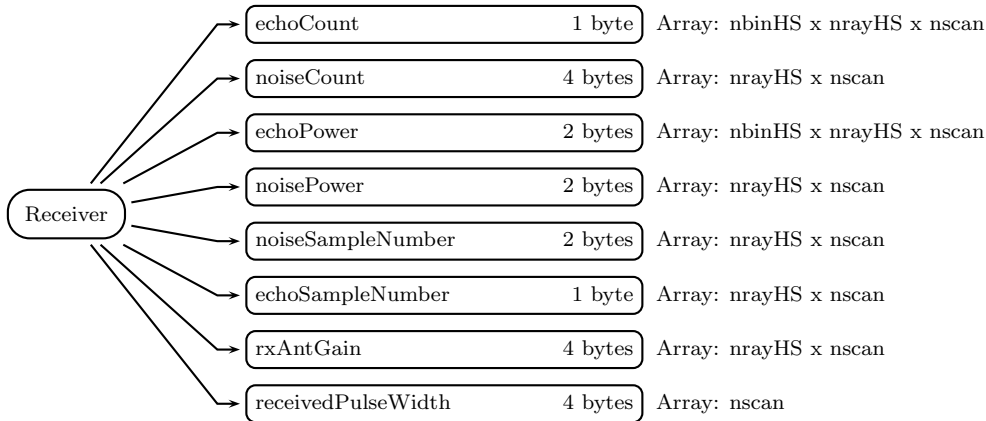 echoCount 1 byte Array: nbinHS x nrayHS x nscan
noiseCount 4 bytes Array: nrayHS x nscan
echoPower 2 bytes Array: nbinHS x nrayHS x nscan
noisePower 2 bytes Array: nrayHS x nscan
Receiver
noiseSampleNumber 2 bytes Array: nrayHS x nscan
echoSampleNumber 1 byte Array: nrayHS x nscan
rxAntGain 4 bytes Array: nrayHS x nscan
receivedPulseWidth 4 bytes Array: nscan